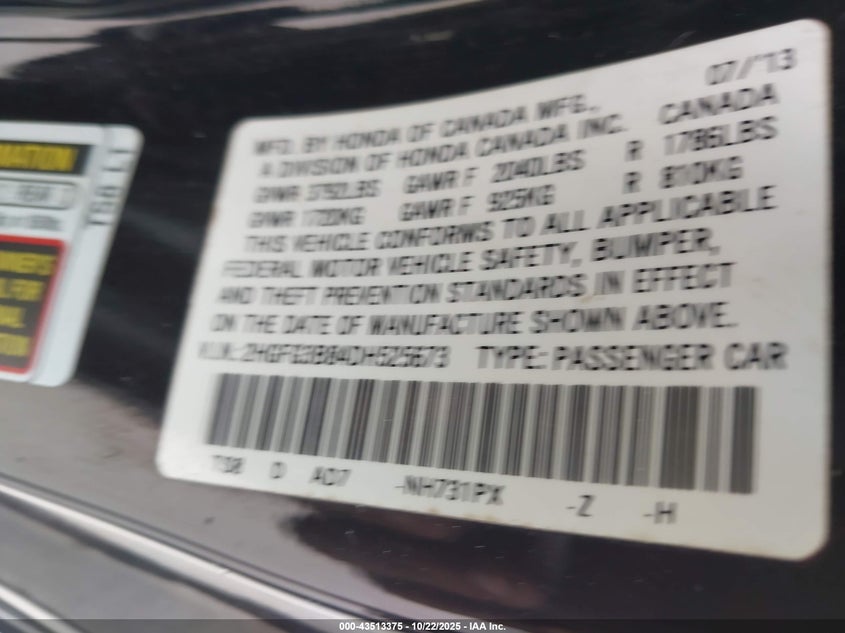 MATION
07/'13
MFD. BY HONDA OF CANADA MFG.,
A DIVISION OF HONDA CANADA INC. CANADA
GVWR 3792LBS GAWR F 2040LBS R 1786LBS
GVWR 1720KG GAWR F 925KG R 810KG
THIS VEHICLE CONFORMS TO ALL APPLICABLE
FEDERAL MOTOR VEHICLE SAFETY, BUMPER,
AND THEFT PREVENTION STANDARDS IN EFFECT
ON THE DATE OF MANUFACTURE SHOWN ABOVE.
V.I.N.: 2HGFG3B84DH525673 TYPE: PASSENGER CAR
D A07 -NH731PX -Z -H
000-43513375 - 10/22/2025 - IAA Inc.